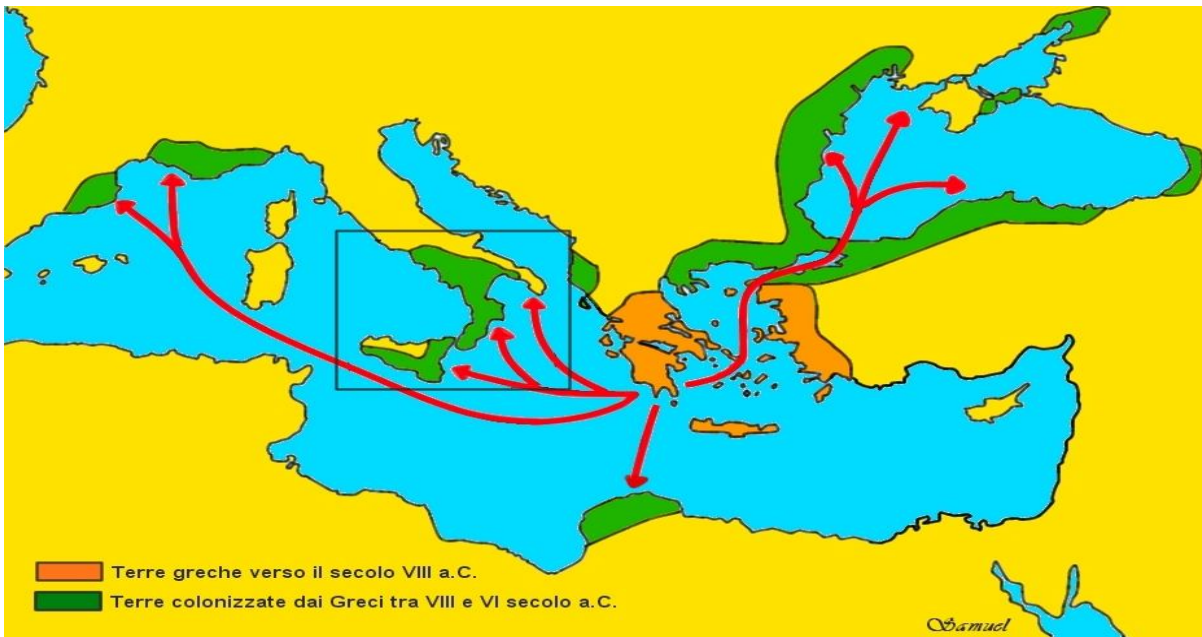 Terre greche verso il secolo VIII a.C.
Terre colonizzate dai Greci tra VIII e VI secolo a.C.
Samuel